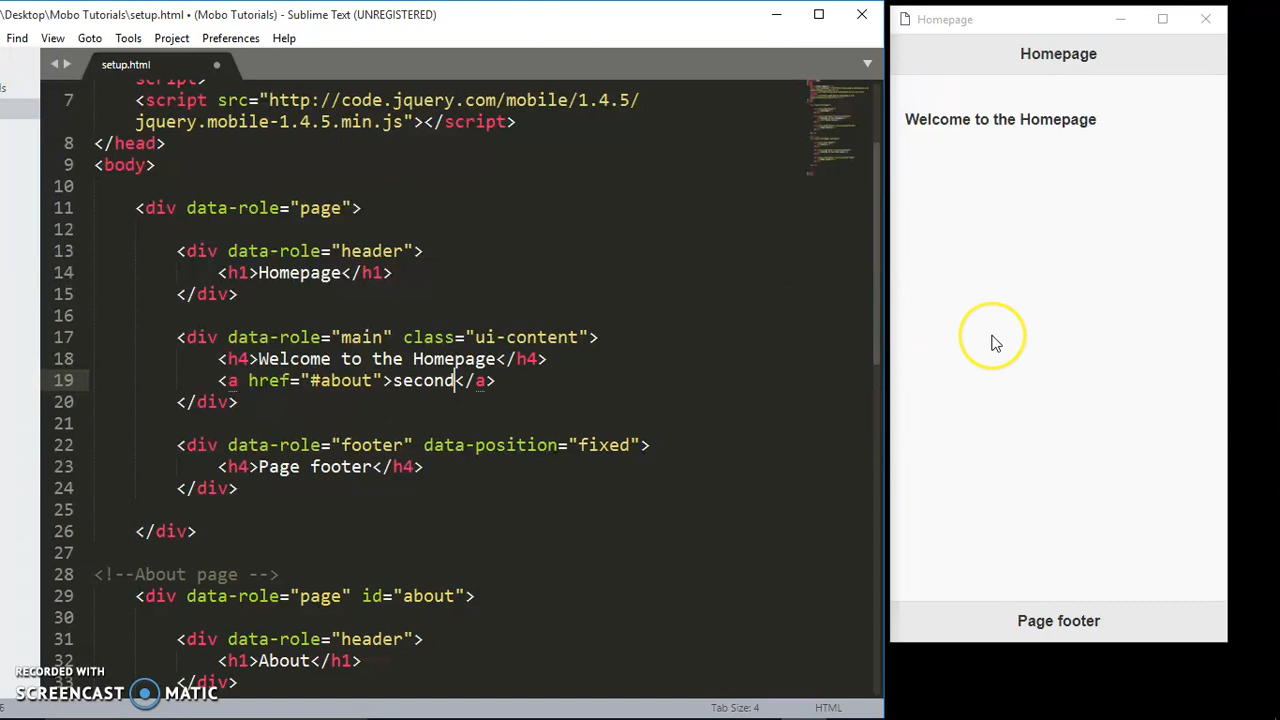 \Desktop\Mobo Tutorials\setup.html • (Mobo Tutorials) - Sublime Text (UNREGISTERED)
Find View Goto Tools Project Preferences Help
setup.html
7 <script src="http://code.jquery.com/mobile/1.4.5/
jquery.mobile-1.4.5.min.js"></script>
8 </head>
9 <body>
10
11 <div data-role="page">
12
13 <div data-role="header">
14 <h1>Homepage</h1>
15 </div>
16
17 <div data-role="main" class="ui-content">
18 <h4>Welcome to the Homepage</h4>
19 <a href="#about">second</a>
20 </div>
21
22 <div data-role="footer" data-position="fixed">
23 <h4>Page footer</h4>
24 </div>
25
26 </div>
27
28 <!--About page -->
29 <div data-role="page" id="about">
30
31 <div data-role="header">
32 <h1>About</h1>
33 </div>
RECORDED WITH
SCREENCAST MATIC
Tab Size: 4 HTML
Homepage
Homepage
Welcome to the Homepage
Page footer